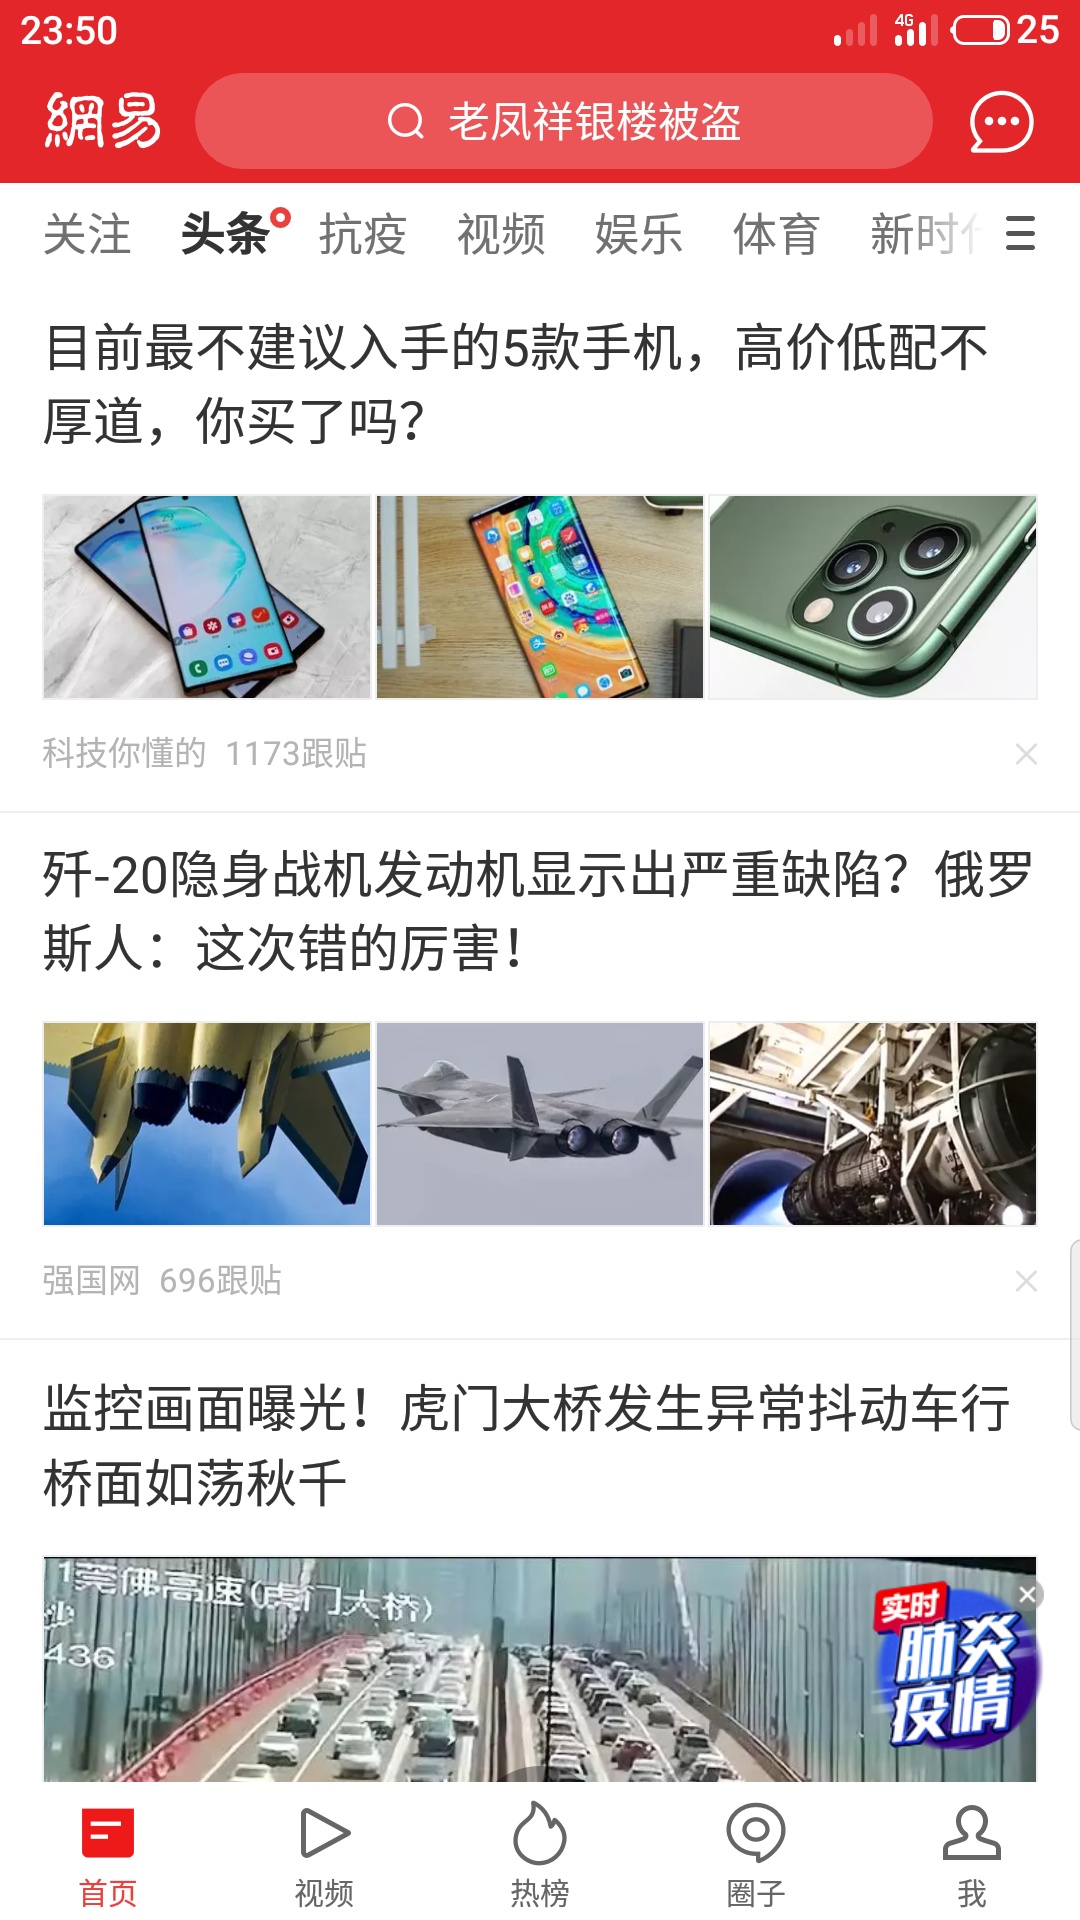 23:50
4G
25
網易
老凤祥银楼被盗
关注 头条 抗疫 视频 娱乐 体育 新时
目前最不建议入手的5款手机，高价低配不
厚道，你买了吗？
科技你懂的 1173跟贴
歼-20隐身战机发动机显示出严重缺陷？俄罗
斯人：这次错的厉害！
强国网 696跟贴
监控画面曝光！虎门大桥发生异常抖动车行
桥面如荡秋千
1莞佛高速(虎门大桥)
沙
436
实时
肺炎
疫情
首页 视频 热榜 圈子 我